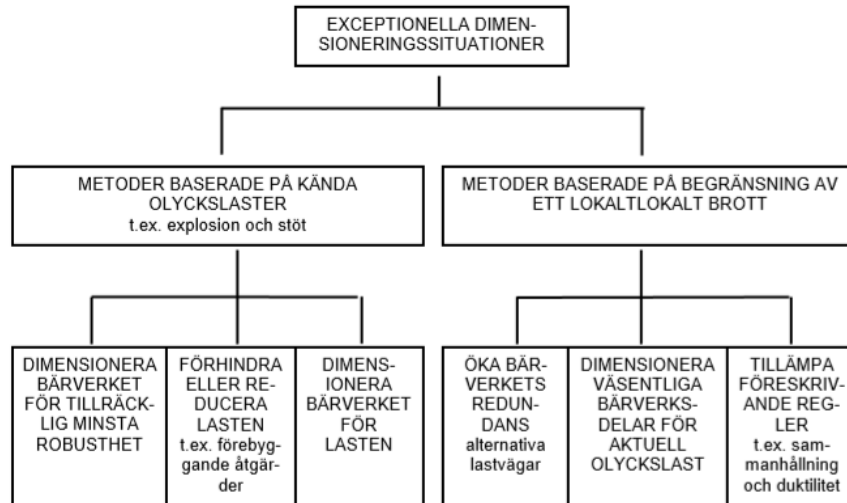 EXCEPTIONELLA DIMEN-
SIONERINGSSITUATIONER
METODER BASERADE PÅ KÄNDA
OLYCKSLASTER
t.ex. explosion och stöt
METODER BASERADE PÅ BEGRÄNSNING AV
ETT LOKALTLOKALT BROTT
DIMENSIONERA
BÄRVERKET
FÖR TILLRÄCK-
LIG MINSTA
ROBUSTHET
FÖRHINDRA
ELLER RE-
DUCERA
LASTEN
t.ex. förebyg-
gande åtgär-
der
DIMENS-
IONERA
BÄRVERKET
FÖR
LASTEN
ÖKA BÄR-
VERKETS
REDUN-
DANS
alternativa
lastvägar
DIMENSIONERA
VÄSENTLIGA
BÄRVERKS-
DELAR FÖR
AKTUELL
OLYCKSLAST
TILLÄMPA
FÖRESKRIV-
ANDE REG-
LER
t.ex. sam-
manhållning
och duktilitet